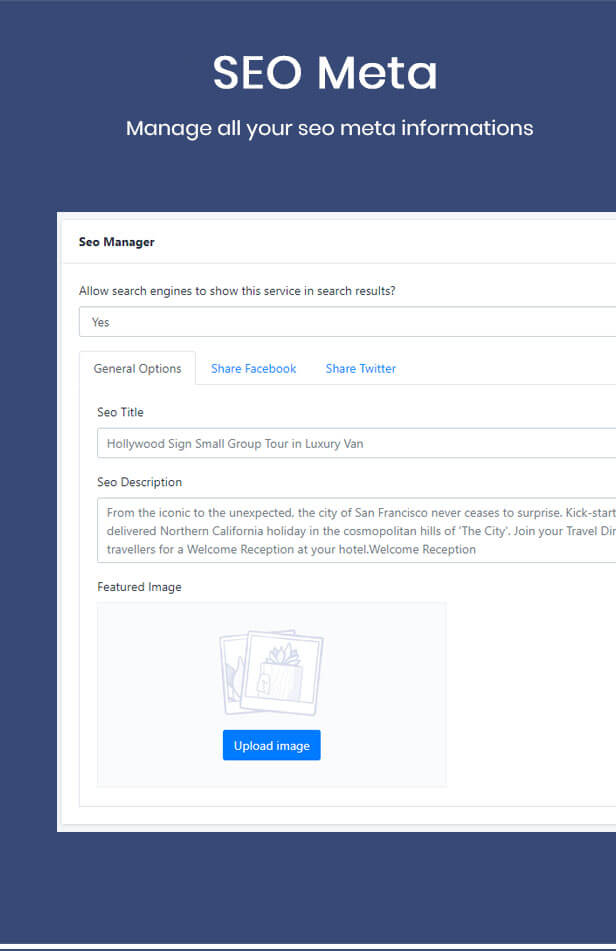 SEO Meta
Manage all your seo meta informations
Seo Manager
Allow search engines to show this service in search results?
Yes
General Options Share Facebook Share Twitter
Seo Title
Hollywood Sign Small Group Tour in Luxury Van
Seo Description
From the iconic to the unexpected, the city of San Francisco never ceases to surprise. Kick-start
delivered Northern California holiday in the cosmopolitan hills of 'The City'. Join your Travel
travellers for a Welcome Reception at your hotel.Welcome Reception
Featured Image
Upload image